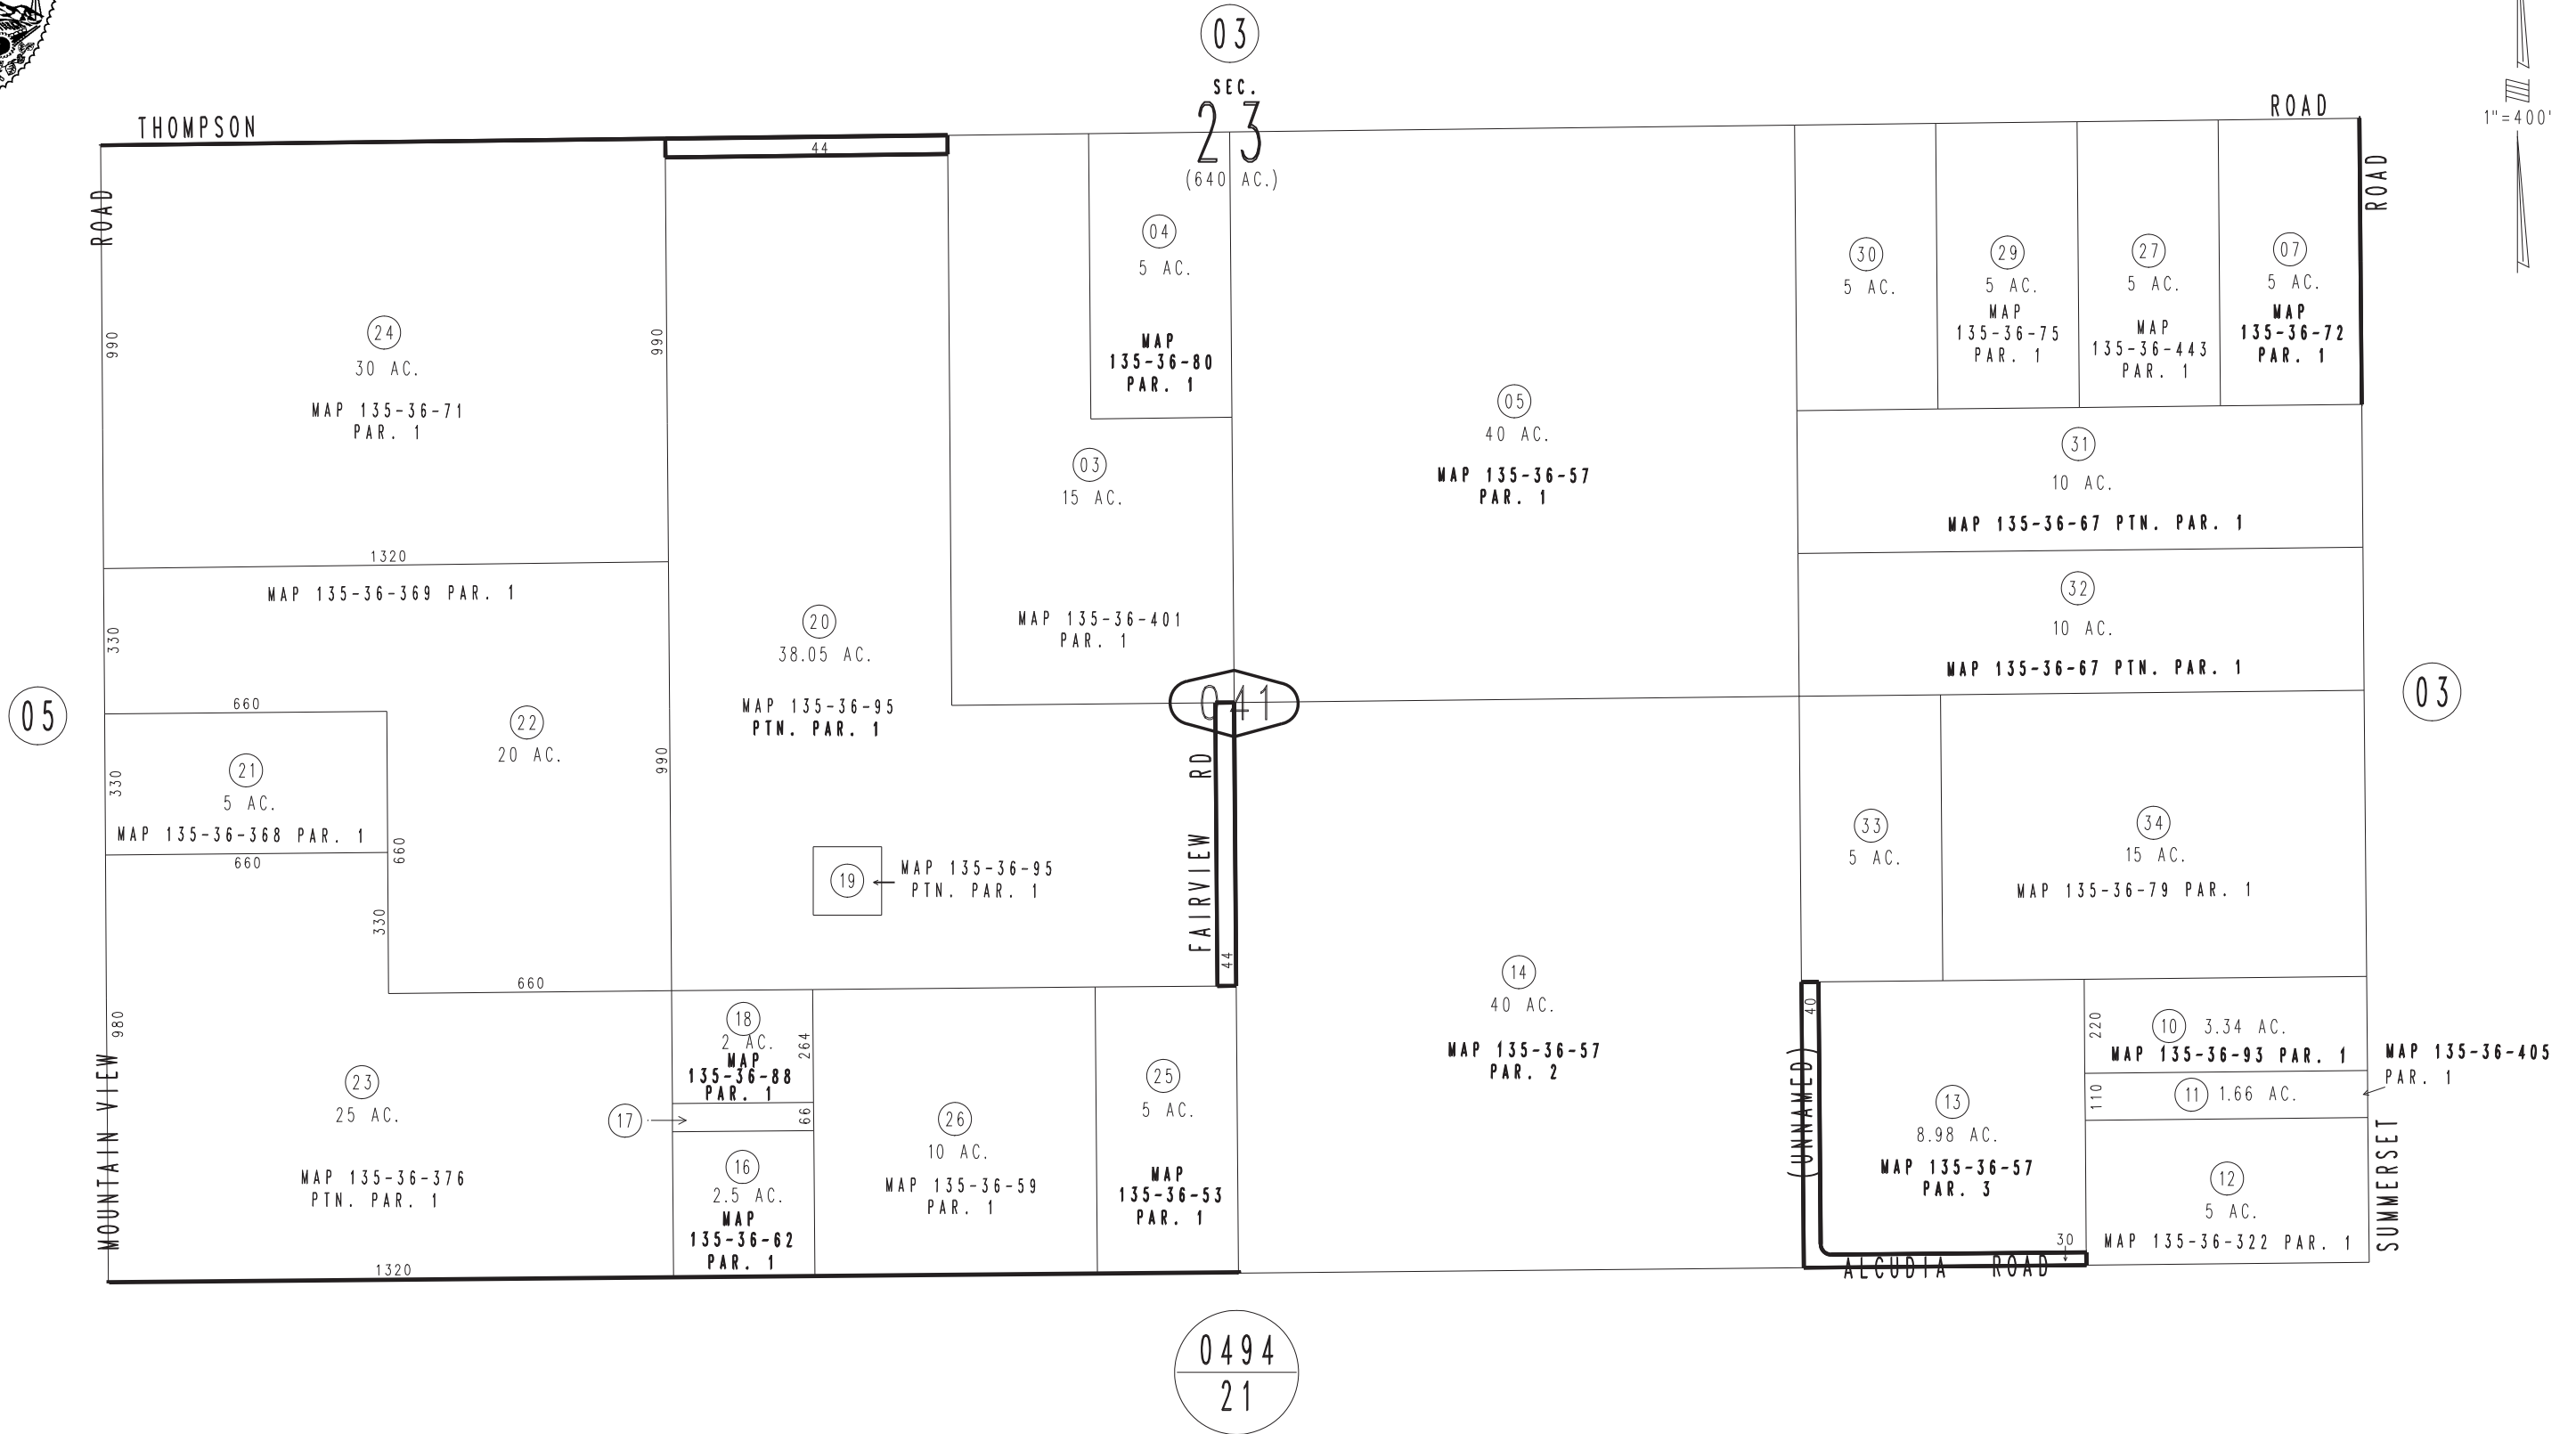 03
SEC.
23
(640 AC.)
THOMPSON
ROAD
1"=400'
44
ROAD
ROAD
24
30 AC.
MAP 135-36-71
PAR. 1
990
990
1320
04
5 AC.
MAP
135-36-80
PAR. 1
03
15 AC.
MAP 135-36-401
PAR. 1
05
40 AC.
MAP 135-36-57
PAR. 1
30
5 AC.
29
5 AC.
MAP
135-36-75
PAR. 1
27
5 AC.
MAP
135-36-443
PAR. 1
07
5 AC.
MAP
135-36-72
PAR. 1
31
10 AC.
MAP 135-36-67 PTN. PAR. 1
32
10 AC.
MAP 135-36-67 PTN. PAR. 1
MAP 135-36-369 PAR. 1
330
660
22
20 AC.
990
20
38.05 AC.
MAP 135-36-95
PTN. PAR. 1
041
05
03
21
5 AC.
330
MAP 135-36-368 PAR. 1
660
660
330
660
19
MAP 135-36-95
PTN. PAR. 1
FAIRVIEW RD
44
33
5 AC.
34
15 AC.
MAP 135-36-79 PAR. 1
14
40 AC.
MAP 135-36-57
PAR. 2
980
MOUNTAIN VIEW
23
25 AC.
MAP 135-36-376
PTN. PAR. 1
1320
18
2 AC.
MAP
135-36-88
PAR. 1
264
17
66
16
2.5 AC.
MAP
135-36-62
PAR. 1
26
10 AC.
MAP 135-36-59
PAR. 1
25
5 AC.
MAP
135-36-53
PAR. 1
40
(UNNAMED)
13
8.98 AC.
MAP 135-36-57
PAR. 3
30
ALCUDIA ROAD
220
10 3.34 AC.
MAP 135-36-93 PAR. 1
110
11 1.66 AC.
MAP 135-36-405
PAR. 1
12
5 AC.
MAP 135-36-322 PAR. 1
SUMMERSET
0494
21